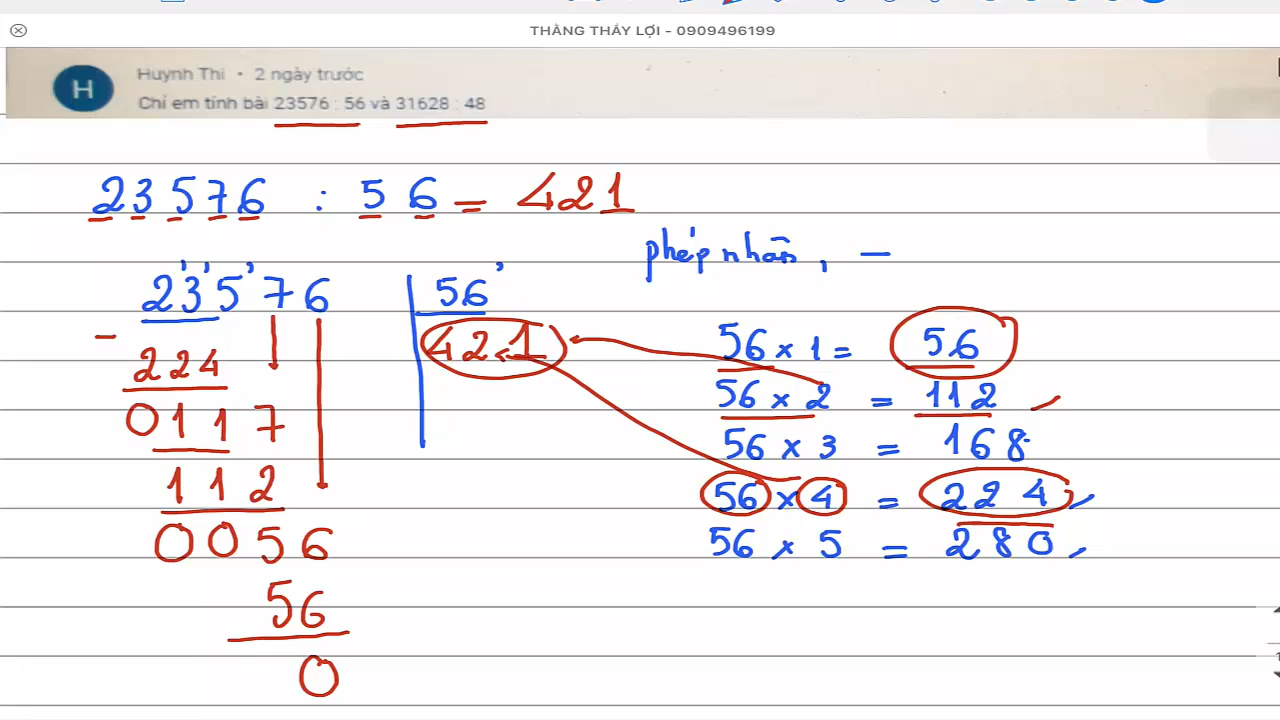 THẦNG THẦY LỢI - 0909496199
H
Huynh Thi • 2 ngày trước
Chỉ em tính bài 23576 : 56 và 31628 : 48
23576 : 56 = 421
phép nhân, −
23576 56
− 224 421
0117
112
0056
56
0
56 × 1 = 56
56 × 2 = 112
56 × 3 = 168
56 × 4 = 224
56 × 5 = 280